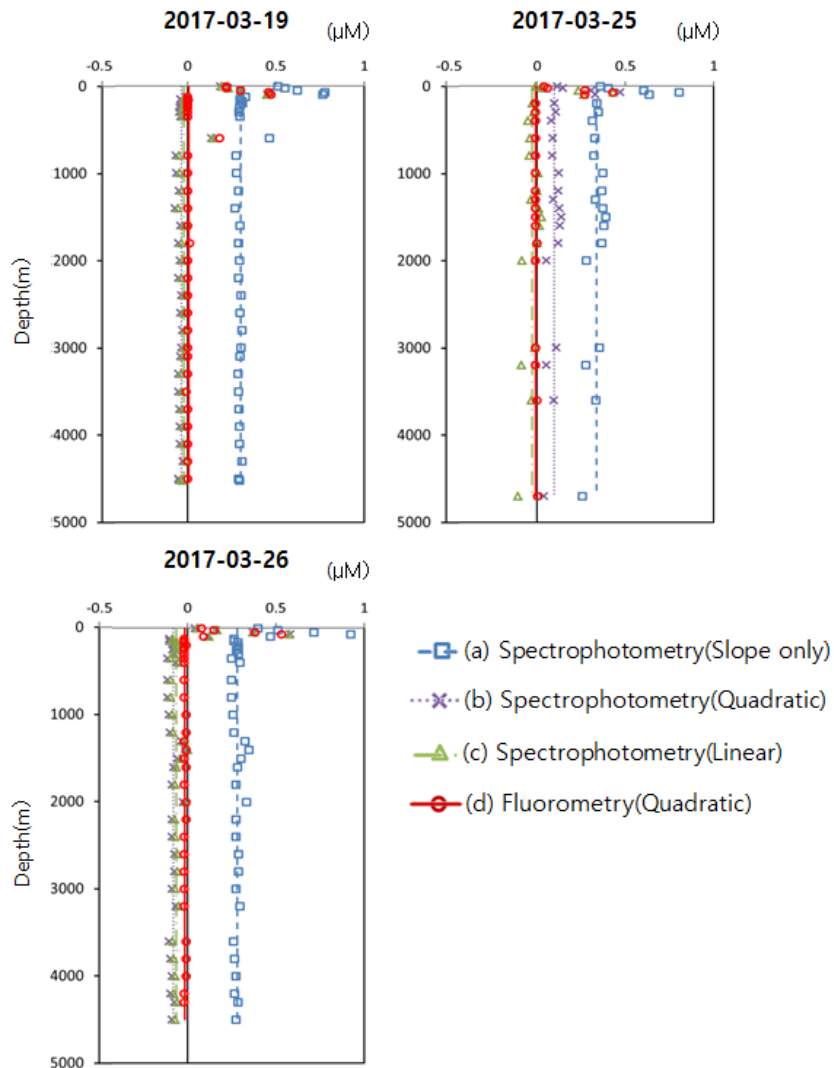 2017-03-19 (μM)
-0.5 0 0.5 1
0
1000
2000
3000
4000
5000
Depth(m)
2017-03-25 (μM)
-0.5 0 0.5 1
0
1000
2000
3000
4000
5000
2017-03-26 (μM)
-0.5 0 0.5 1
0
1000
2000
3000
4000
5000
Depth(m)
(a) Spectrophotometry(Slope only)
(b) Spectrophotometry(Quadratic)
(c) Spectrophotometry(Linear)
(d) Fluorometry(Quadratic)